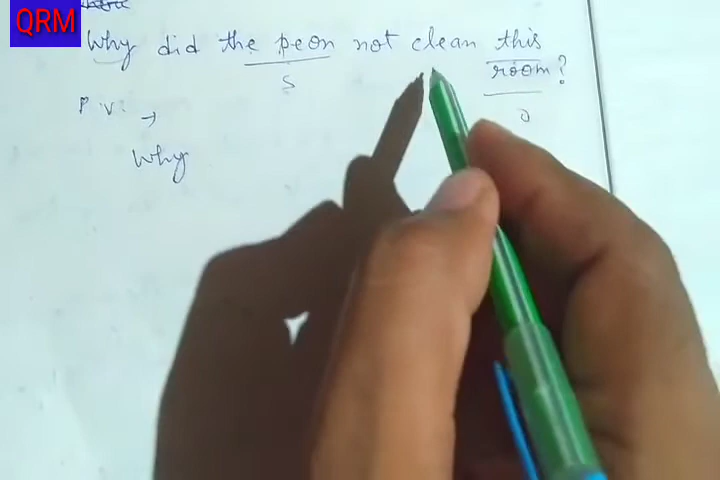 QRM
Why did the peon not clean this
room?
S
O
P.V. →
Why